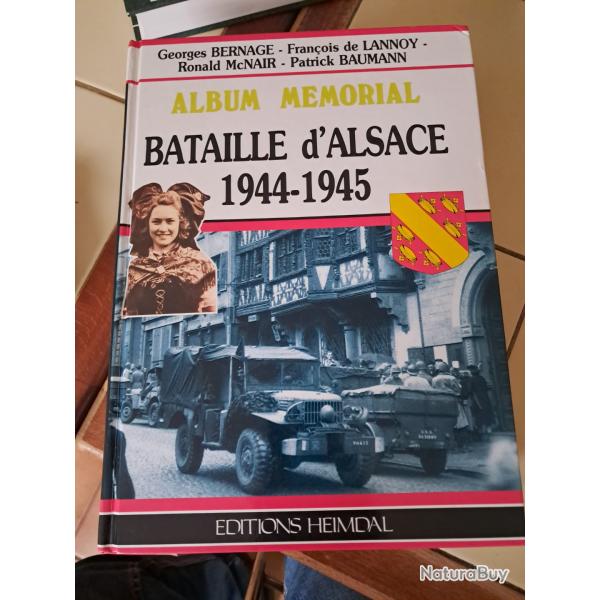 Georges BERNAGE - François de LANNOY -
Ronald McNAIR - Patrick BAUMANN
ALBUM MEMORIAL
BATAILLE d'ALSACE
1944-1945
EDITIONS HEIMDAL
NaturaBuy